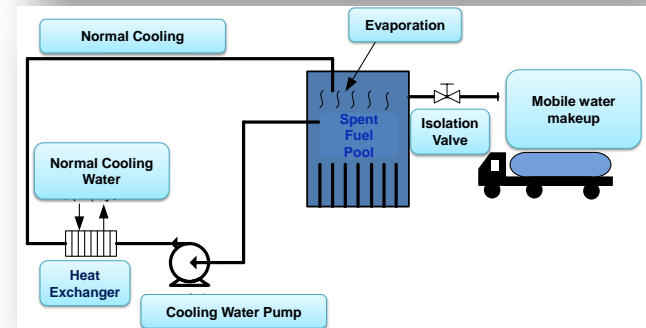 Normal Cooling
Evaporation
Spent
Fuel
Pool
Isolation
Valve
Mobile water
makeup
Normal Cooling
Water
Heat
Exchanger
Cooling Water Pump